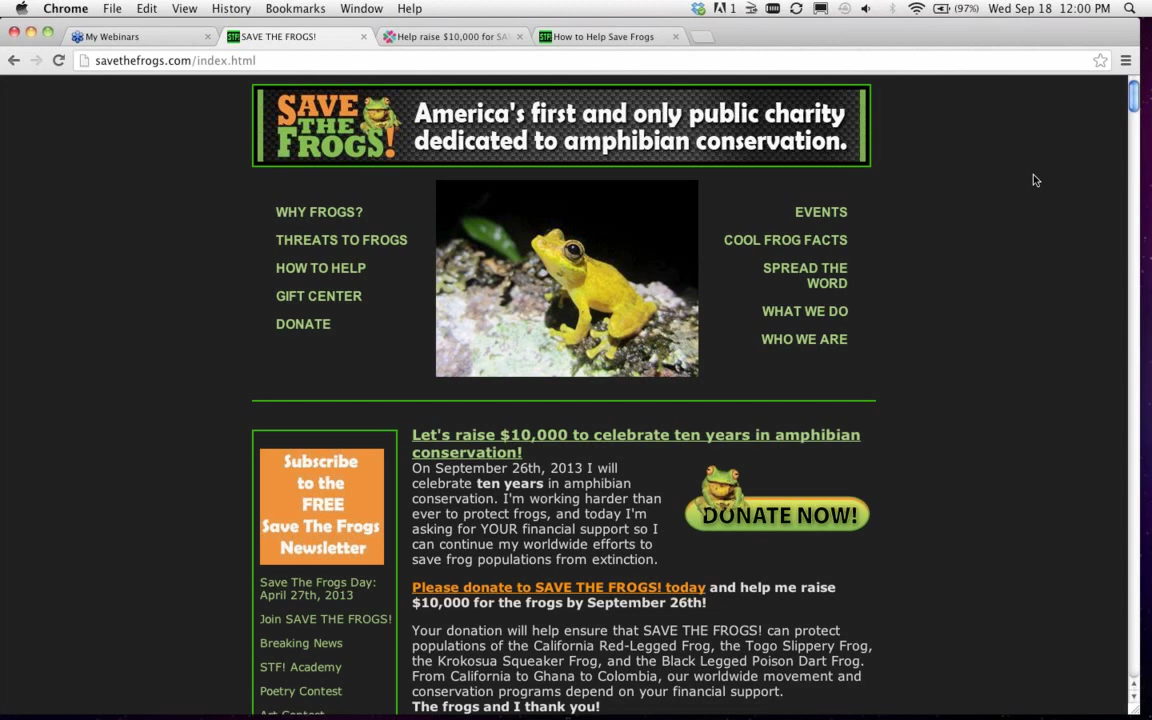 Chrome File Edit View History Bookmarks Window Help 1 (97%) Wed Sep 18 12:00 PM
My Webinars SAVE THE FROGS! Help raise $10,000 for SA How to Help Save Frogs
savethefrogs.com/index.html
SAVE
THE
FROGS!
America's first and only public charity
dedicated to amphibian conservation.
WHY FROGS?
THREATS TO FROGS
HOW TO HELP
GIFT CENTER
DONATE
EVENTS
COOL FROG FACTS
SPREAD THE
WORD
WHAT WE DO
WHO WE ARE
Subscribe
to the
FREE
Save The Frogs
Newsletter
Save The Frogs Day:
April 27th, 2013
Join SAVE THE FROGS!
Breaking News
STF! Academy
Poetry Contest
Art Contest
Let's raise $10,000 to celebrate ten years in amphibian
conservation!
On September 26th, 2013 I will
celebrate ten years in amphibian
conservation. I'm working harder than
ever to protect frogs, and today I'm
asking for YOUR financial support so I
can continue my worldwide efforts to
save frog populations from extinction.
DONATE NOW!
Please donate to SAVE THE FROGS! today and help me raise
$10,000 for the frogs by September 26th!
Your donation will help ensure that SAVE THE FROGS! can protect
populations of the California Red-Legged Frog, the Togo Slippery Frog,
the Krokosua Squeaker Frog, and the Black Legged Poison Dart Frog.
From California to Ghana to Colombia, our worldwide movement and
conservation programs depend on your financial support.
The frogs and I thank you!